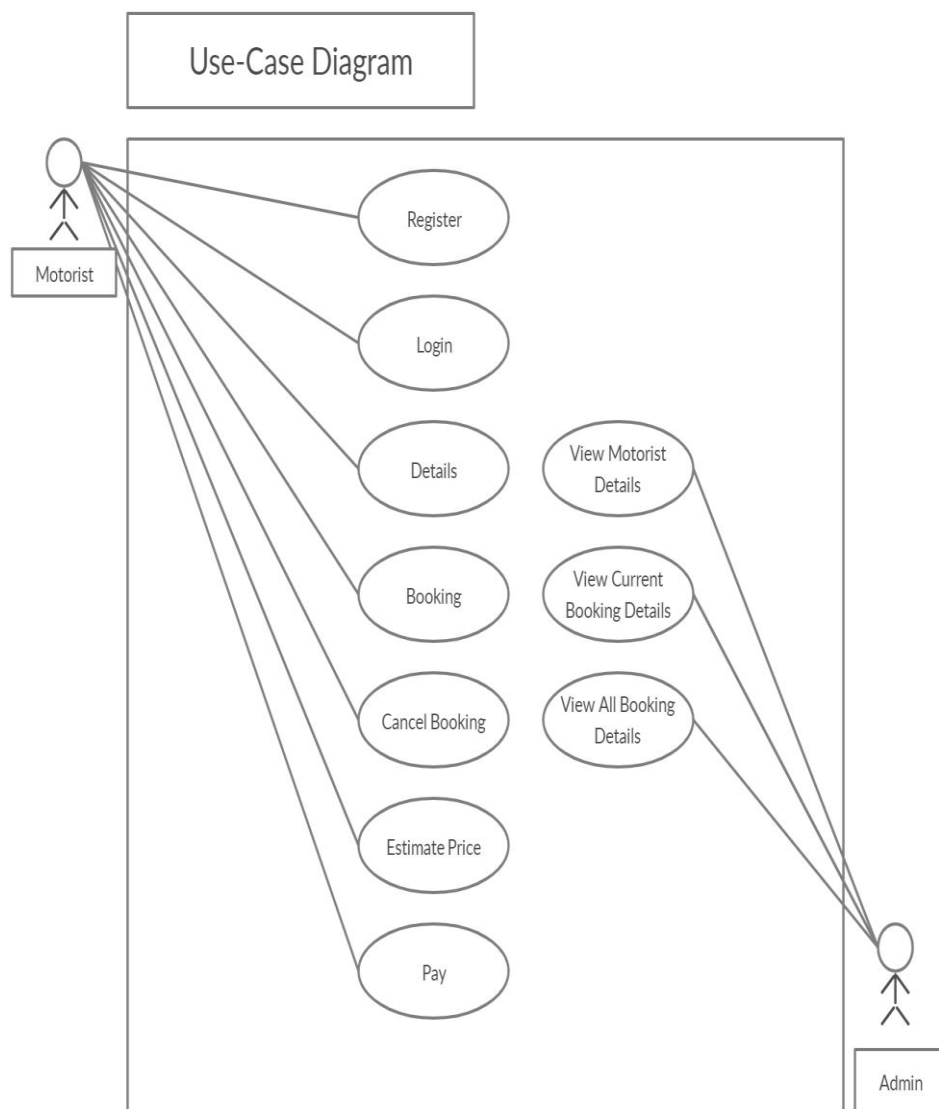 Use-Case Diagram
Motorist
Register
Login
Details
View Motorist
Details
Booking
View Current
Booking Details
Cancel Booking
View All Booking
Details
Estimate Price
Pay
Admin